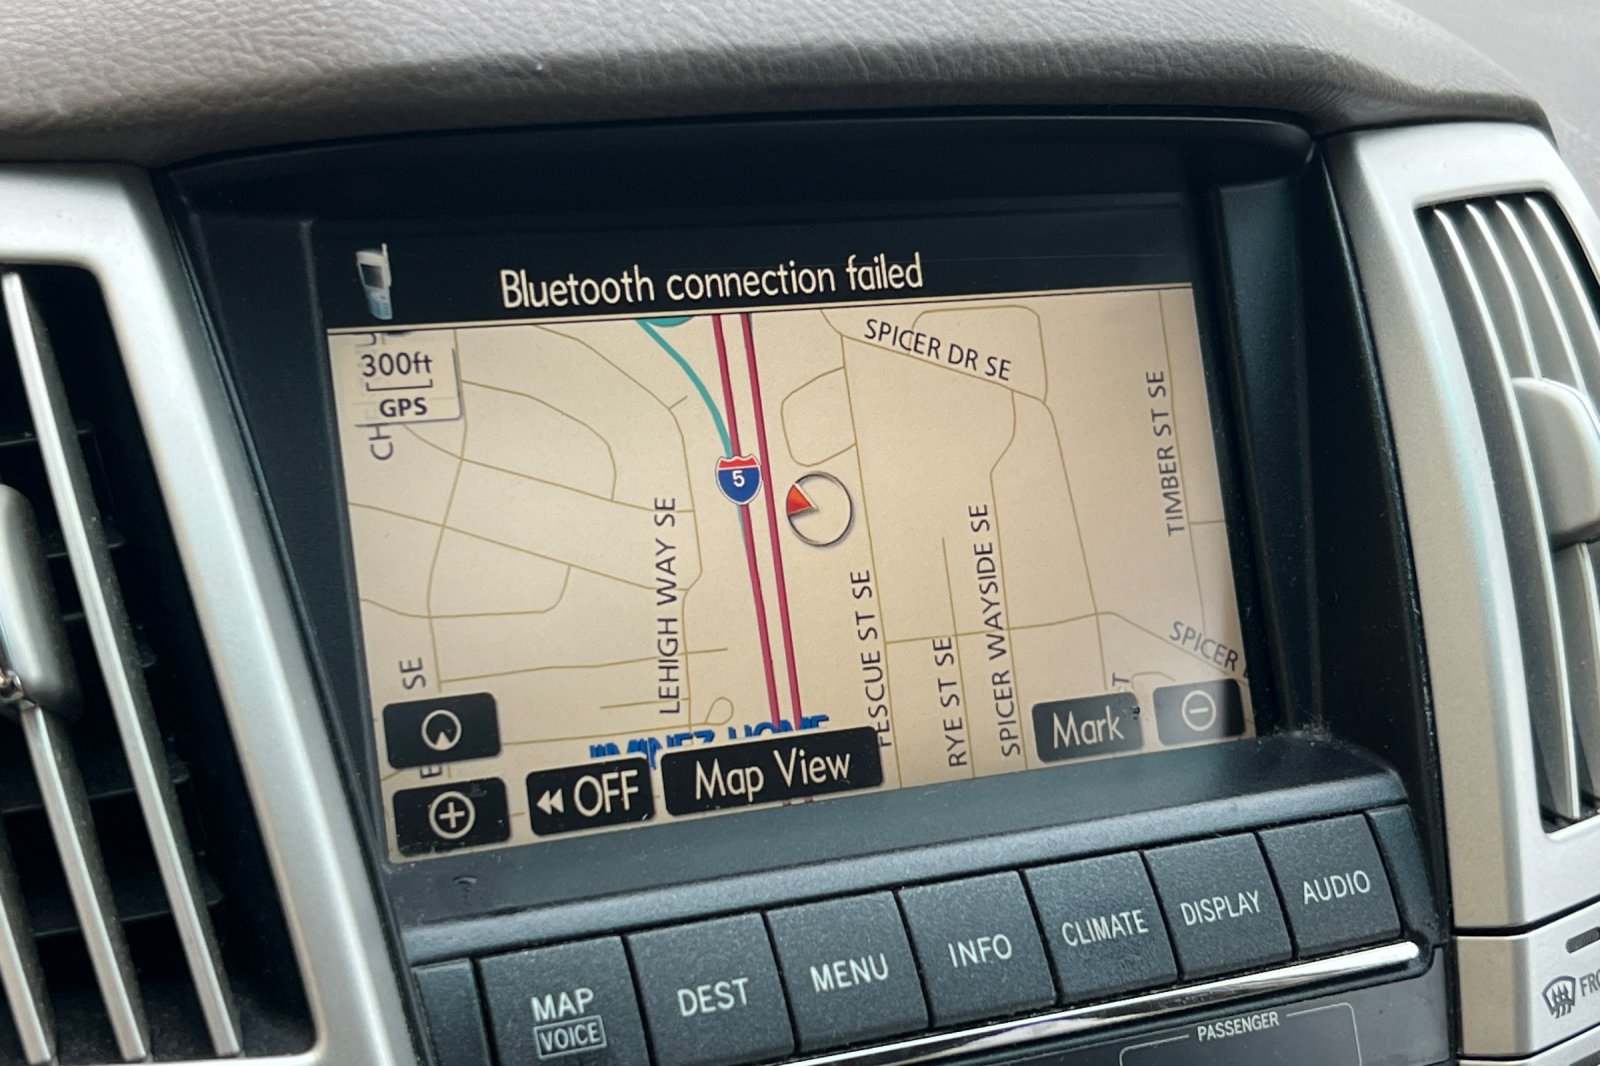 Bluetooth connection failed
300ft
GPS
SPICER DR SE
5
TIMBER ST SE
LEHIGH WAY SE
SPICER WAYSIDE SE
FESCUE ST SE
RYE ST SE
SPICER
SE
Mark
OFF
Map View
MAP
VOICE
DEST
MENU
INFO
CLIMATE
DISPLAY
AUDIO
PASSENGER